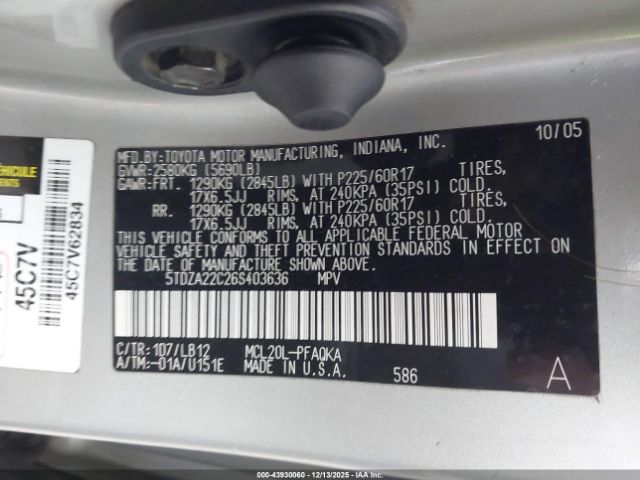 MFD.BY:TOYOTA MOTOR MANUFACTURING, INDIANA, INC. 10/05
GVWR:2580KG (5690LB)
GAWR:FRT. 1290KG (2845LB) WITH P225/60R17 TIRES,
17X6.5JJ RIMS, AT 240KPA (35PSI) COLD.
RR. 1290KG (2845LB) WITH P225/60R17 TIRES,
17X6.5JJ RIMS, AT 240KPA (35PSI) COLD.
THIS VEHICLE CONFORMS TO ALL APPLICABLE FEDERAL MOTOR
VEHICLE SAFETY AND THEFT PREVENTION STANDARDS IN EFFECT ON
THE DATE OF MANUFACTURE SHOWN ABOVE.
5TDZA22C26S403636 MPV
C/TR:1D7/LB12 MCL20L-PFAQKA
A/TM:-01A/U151E MADE IN U.S.A. 586 A
VÉHICULE
45C7V
45C7V62834
IAA-43930060 - 12/13/2025 - IAA Inc.